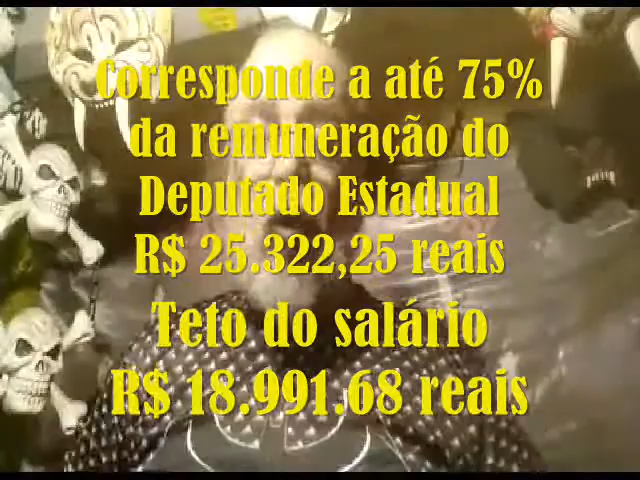 Corresponde a até 75%
da remuneração do
Deputado Estadual
R$ 25.322,25 reais
Teto do salário
R$ 18.991.68 reais